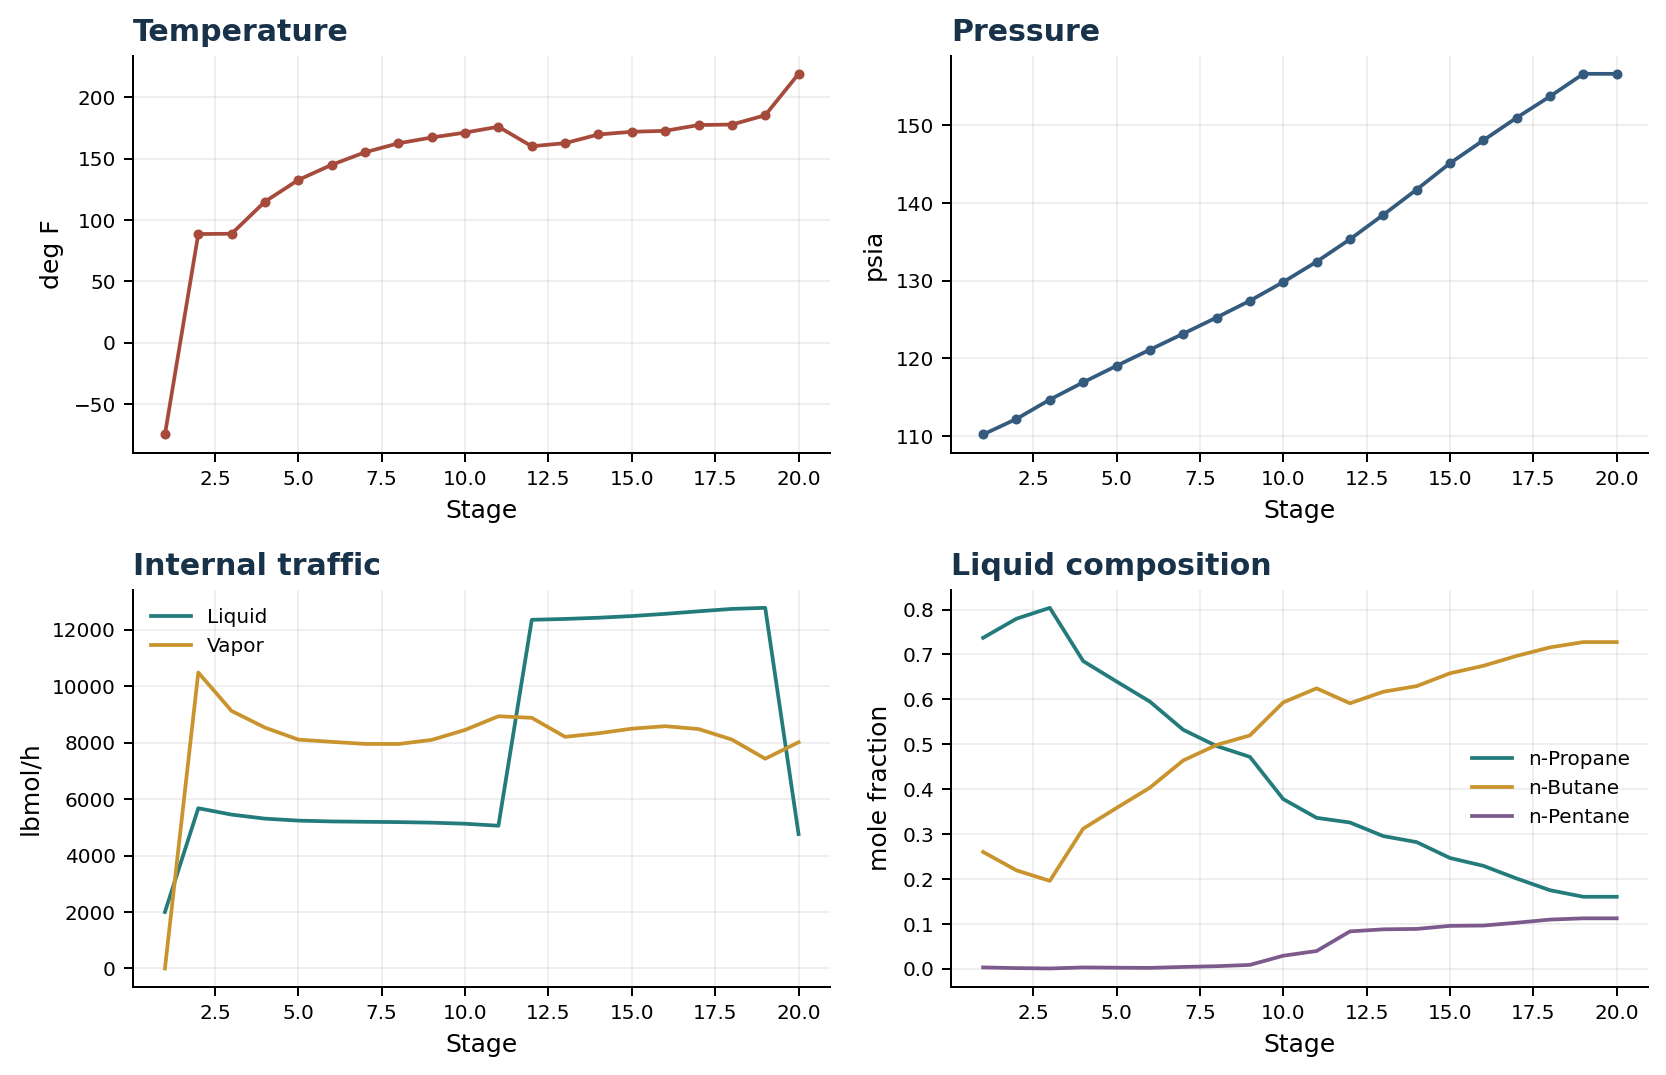 Temperature
deg F
200
150
100
50
0
−50
2.5 5.0 7.5 10.0 12.5 15.0 17.5 20.0
Stage
Pressure
psia
150
140
130
120
110
2.5 5.0 7.5 10.0 12.5 15.0 17.5 20.0
Stage
Internal traffic
Liquid
Vapor
lbmol/h
12000
10000
8000
6000
4000
2000
0
2.5 5.0 7.5 10.0 12.5 15.0 17.5 20.0
Stage
Liquid composition
mole fraction
0.8
0.7
0.6
0.5
0.4
0.3
0.2
0.1
0.0
n-Propane
n-Butane
n-Pentane
2.5 5.0 7.5 10.0 12.5 15.0 17.5 20.0
Stage